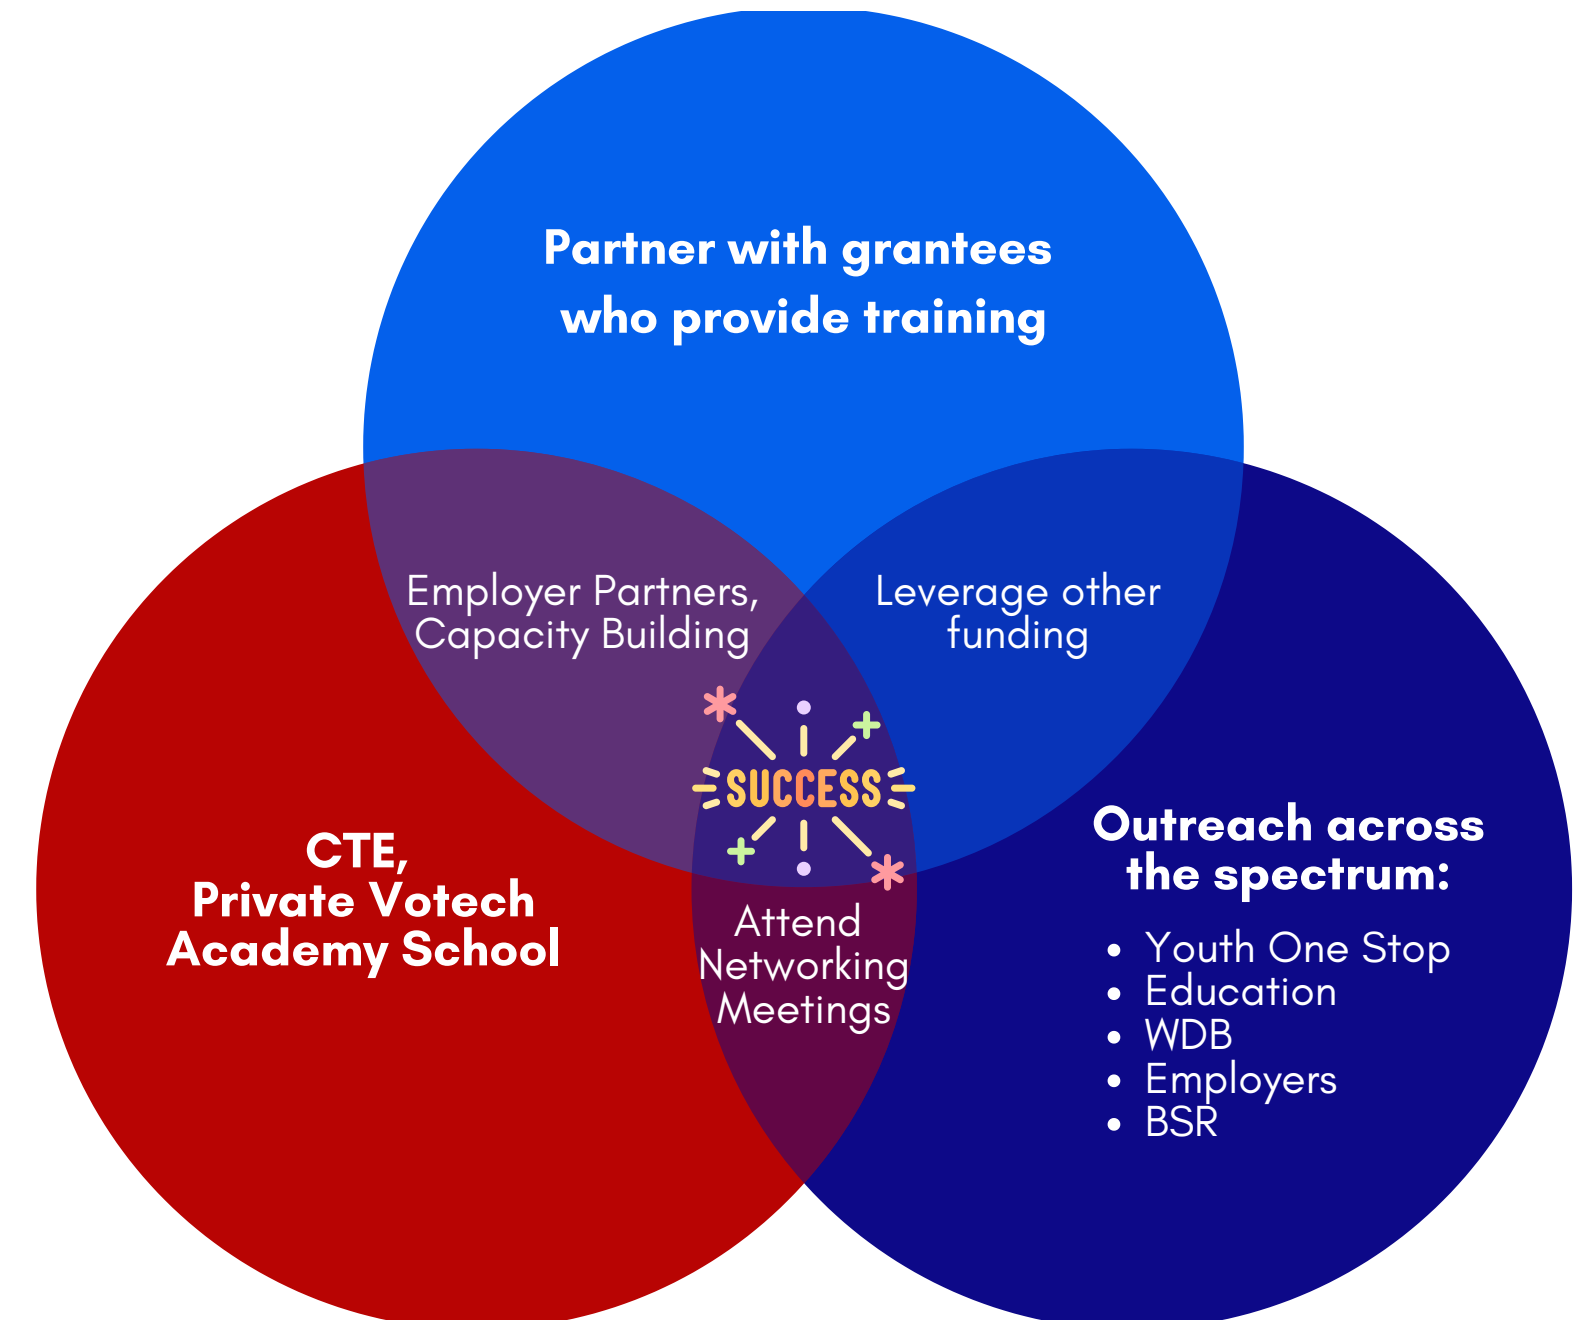 Partner with grantees
who provide training
Employer Partners,
Capacity Building
Leverage other
funding
SUCCESS
CTE,
Private Votech
Academy School
Attend
Networking
Meetings
Outreach across
the spectrum:
• Youth One Stop
• Education
• WDB
• Employers
• BSR